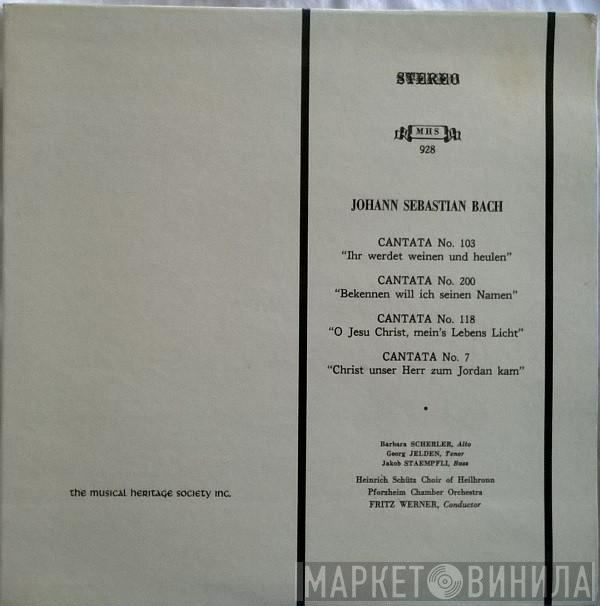 STEREO
MHS
928
JOHANN SEBASTIAN BACH
CANTATA No. 103
"Ihr werdet weinen und heulen"
CANTATA No. 200
"Bekennen will ich seinen Namen"
CANTATA No. 118
"O Jesu Christ, mein's Lebens Licht"
CANTATA No. 7
"Christ unser Herr zum Jordan kam"
Barbara SCHERLER, Alto
Georg JELDEN, Tenor
Jakob STAEMPFLI, Bass
Heinrich Schütz Choir of Heilbronn
Pforzheim Chamber Orchestra
FRITZ WERNER, Conductor
the musical heritage society inc.
МАРКЕТ ВИНИЛА